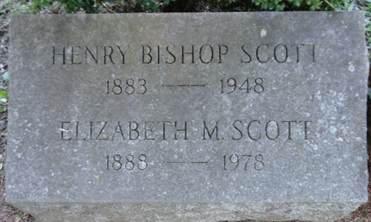 HENRY BISHOP SCOTT
1883 — 1948
ELIZABETH M. SCOTT
1888 — 1978